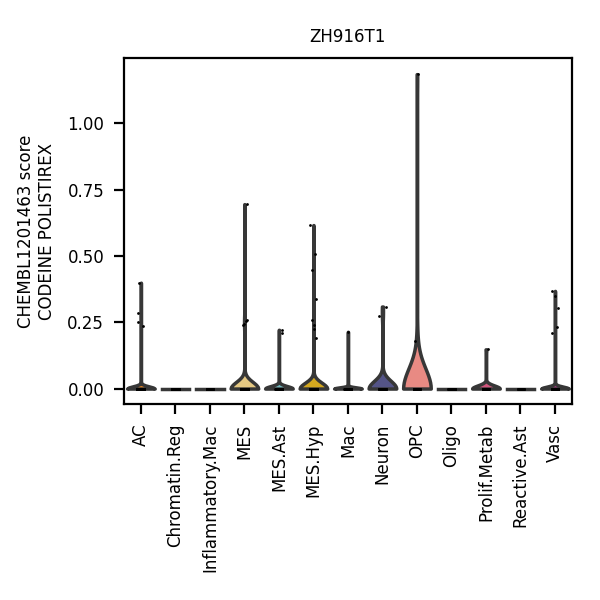 ZH916T1
CHEMBL1201463 score
CODEINE POLISTIREX
1.00
0.75
0.50
0.25
0.00
AC
Chromatin.Reg
Inflammatory.Mac
MES
MES.Ast
MES.Hyp
Mac
Neuron
OPC
Oligo
Prolif.Metab
Reactive.Ast
Vasc